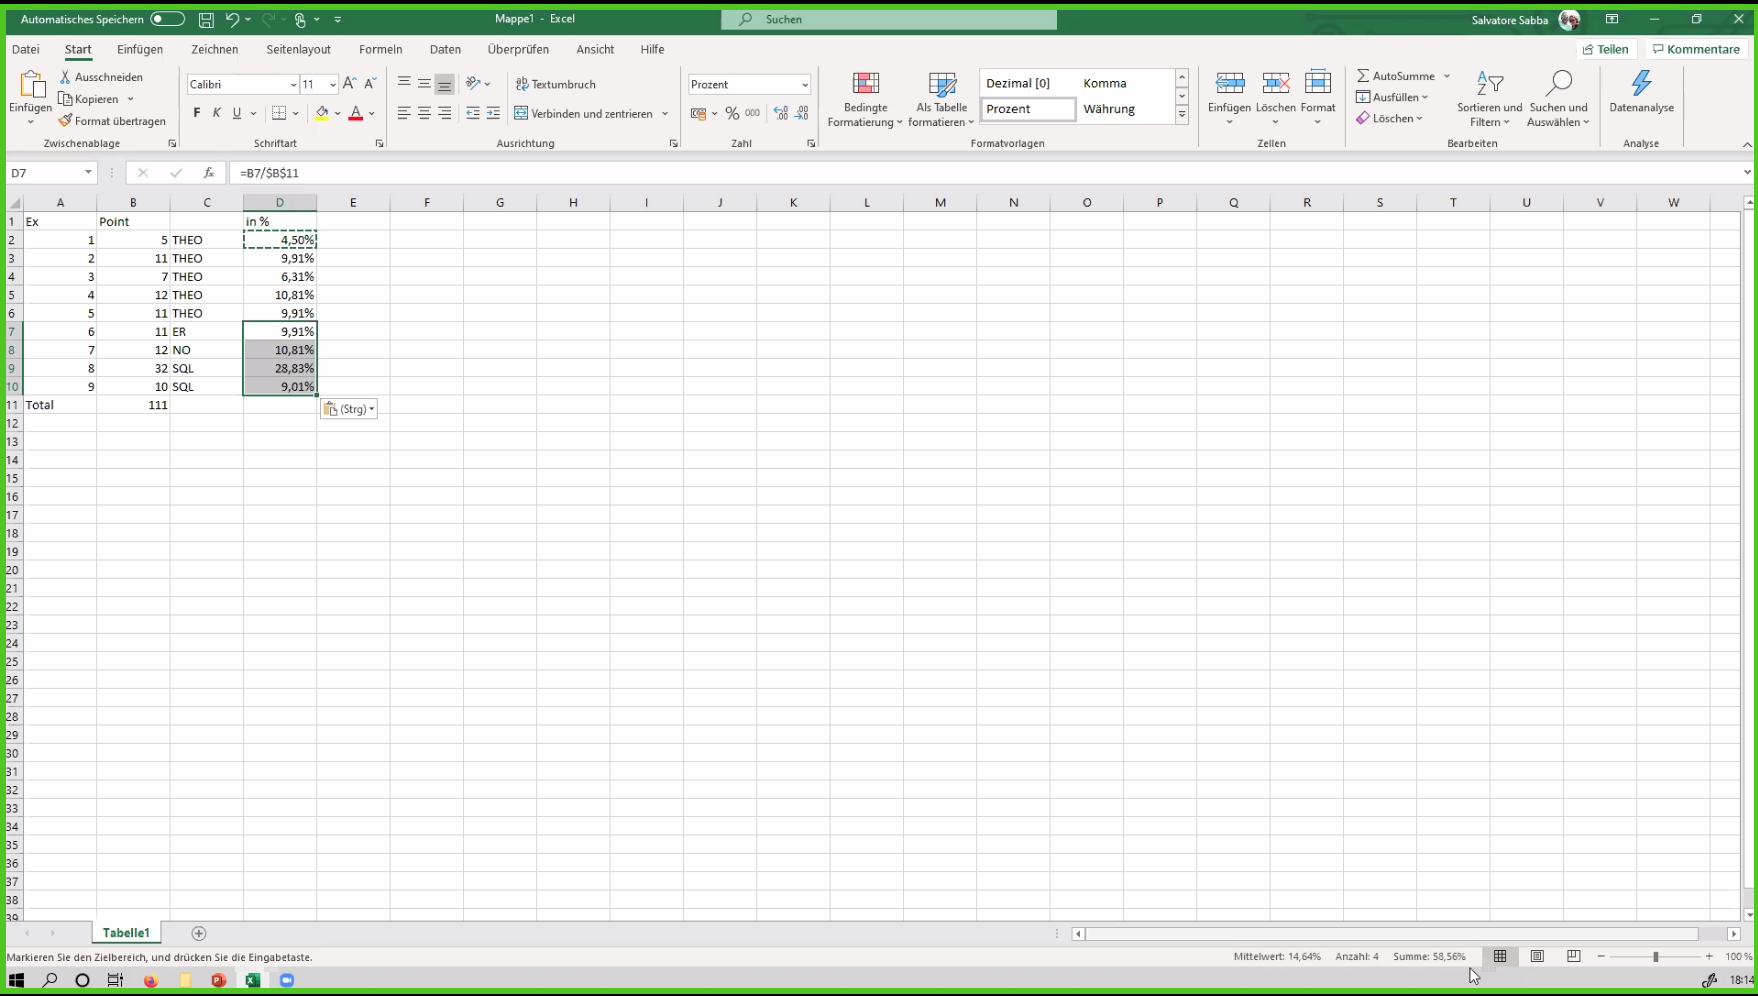 Automatisches Speichern
Mappe1 - Excel
Suchen
Salvatore Sabba
Datei Start Einfügen Zeichnen Seitenlayout Formeln Daten Überprüfen Ansicht Hilfe
Teilen Kommentare
Einfügen
Ausschneiden
Kopieren
Format übertragen
Zwischenablage
Calibri 11
F K U
Schriftart
Textumbruch
Verbinden und zentrieren
Ausrichtung
Prozent
% 000
Zahl
Bedingte Formatierung
Als Tabelle formatieren
Dezimal [0] Komma
Prozent Währung
Formatvorlagen
Einfügen Löschen Format
Zellen
AutoSumme
Ausfüllen
Löschen
Sortieren und Filtern
Suchen und Auswählen
Bearbeiten
Datenanalyse
Analyse
D7 fx =B7/$B$11
A B C D E F G H I J K L M N O P Q R S T U V W
1 Ex Point in %
2 1 5 THEO 4,50%
3 2 11 THEO 9,91%
4 3 7 THEO 6,31%
5 4 12 THEO 10,81%
6 5 11 THEO 9,91%
7 6 11 ER 9,91%
8 7 12 NO 10,81%
9 8 32 SQL 28,83%
10 9 10 SQL 9,01%
11 Total 111
(Strg)
12
13
14
15
16
17
18
19
20
21
22
23
24
25
26
27
28
29
30
31
32
33
34
35
36
37
38
39
Tabelle1
Markieren Sie den Zielbereich, und drücken Sie die Eingabetaste.
Mittelwert: 14,64% Anzahl: 4 Summe: 58,56%
100 %
18:14